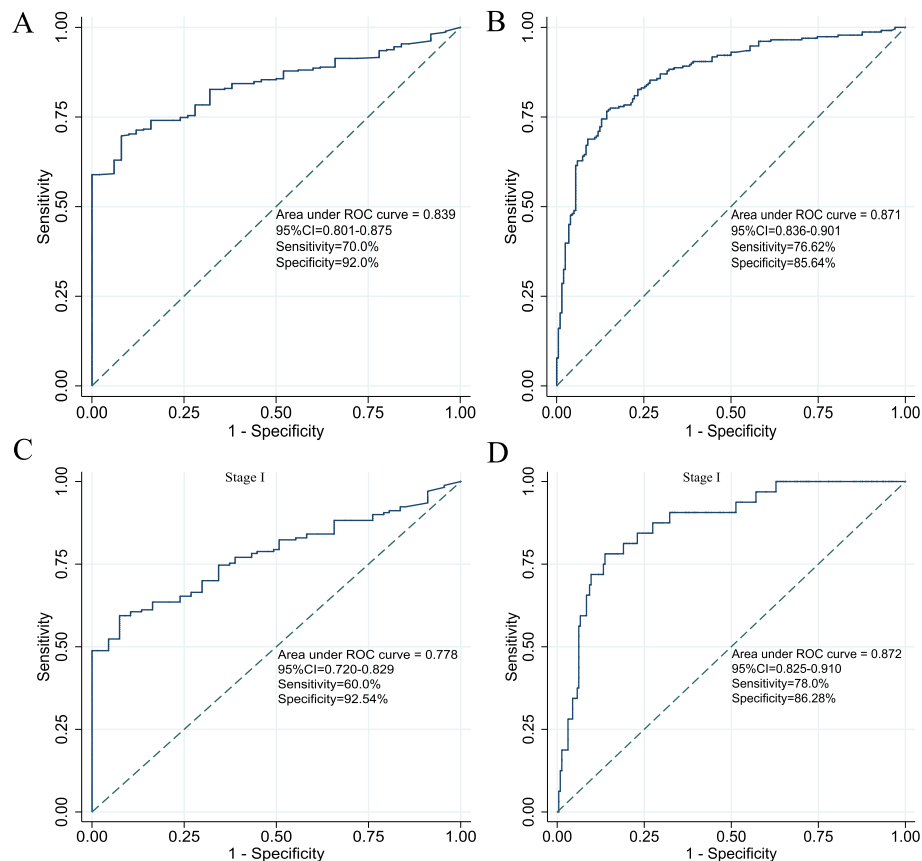 A
1.00
0.75
0.50
0.25
0.00
Sensitivity
Area under ROC curve = 0.839
95%CI=0.801-0.875
Sensitivity=70.0%
Specificity=92.0%
0.00 0.25 0.50 0.75 1.00
1 - Specificity
B
1.00
0.75
0.50
0.25
0.00
Sensitivity
Area under ROC curve = 0.871
95%CI=0.836-0.901
Sensitivity=76.62%
Specificity=85.64%
0.00 0.25 0.50 0.75 1.00
1 - Specificity
C
Stage I
1.00
0.75
0.50
0.25
0.00
Sensitivity
Area under ROC curve = 0.778
95%CI=0.720-0.829
Sensitivity=60.0%
Specificity=92.54%
0.00 0.25 0.50 0.75 1.00
1 - Specificity
D
Stage I
1.00
0.75
0.50
0.25
0.00
Sensitivity
Area under ROC curve = 0.872
95%CI=0.825-0.910
Sensitivity=78.0%
Specificity=86.28%
0.00 0.25 0.50 0.75 1.00
1 - Specificity